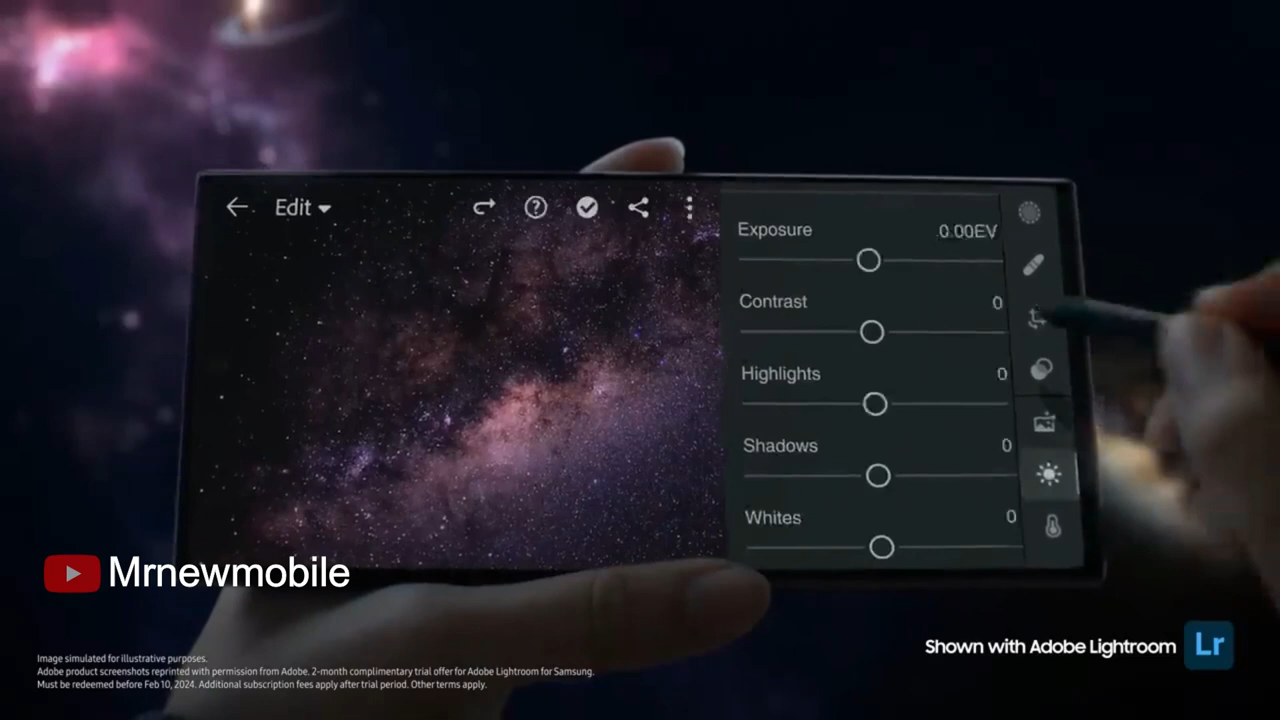 Edit
Exposure 0.00EV
Contrast 0
Highlights 0
Shadows 0
Whites 0
Mrnewmobile
Shown with Adobe Lightroom Lr
Image simulated for illustrative purposes.
Adobe product screenshots reprinted with permission from Adobe. 2-month complimentary trial offer for Adobe Lightroom for Samsung.
Must be redeemed before Feb 10, 2024. Additional subscription fees apply after trial period. Other terms apply.